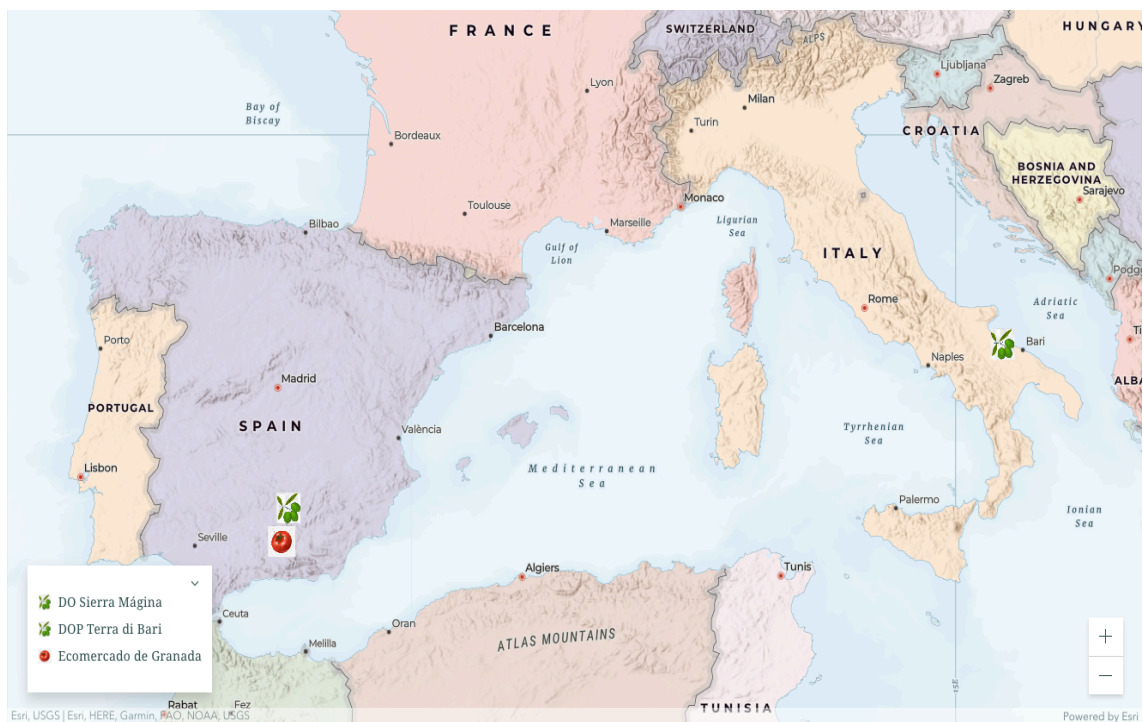 FRANCE
SWITZERLAND
ALPS
HUNGARY
Ljubljana
Zagreb
Lyon
Milan
Bay of
Biscay
Turin
Bordeaux
CROATIA
BOSNIA AND
HERZEGOVINA
Sarajevo
Toulouse
Monaco
Marseille
Ligurian
Sea
Bilbao
Gulf of
Lion
ITALY
Podg
Rome
Adriatic
Sea
Barcelona
Porto
Bari
Ti
Naples
Madrid
ALBA
PORTUGAL
SPAIN
València
Tyrrhenian
Sea
Lisbon
Mediterranean
Sea
Palermo
Ionian
Sea
Seville
Algiers
Tunis
DO Sierra Mágina
DOP Terra di Bari
Ecomercado de Granada
Ceuta
Oran
Melilla
ATLAS MOUNTAINS
15E
Rabat
Fez
TUNISIA
Esri, USGS | Esri, HERE, Garmin, FAO, NOAA, USGS
Powered by Esri